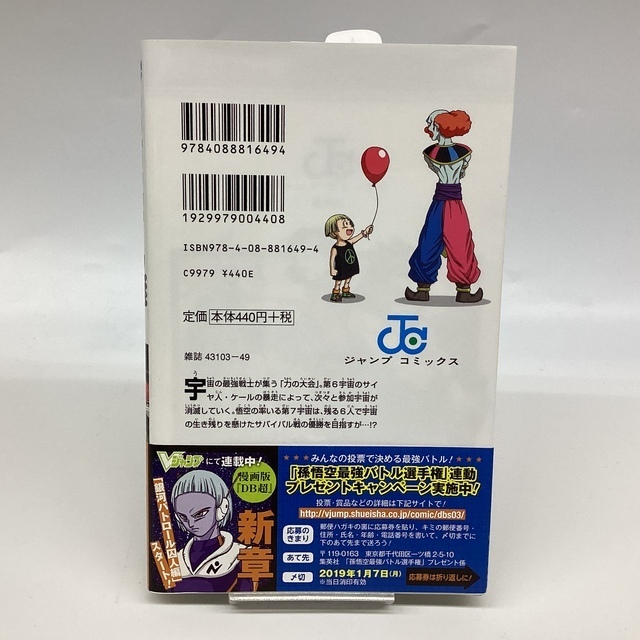 9784088816494
1929979004408
ISBN978-4-08-881649-4
C9979 ¥440E
定価 本体440円+税
雑誌 43103-49
JC
ジャンプ コミックス
宇宙の最強戦士が集う「力の大会」。第6宇宙のサイ
ヤ人・ケールの暴走によって、次々と参加宇宙が
消滅していく。悟空の率いる第7宇宙は、残る6人で宇宙
の生き残りを懸けたサバイバル戦の優勝を目指すが…!?
Vジャンプにて連載中!
漫画版
「DB超」
新章!
「銀河パトロール囚人編」
スタート!
★★★みんなの投票で決める最強バトル!★★★
「孫悟空最強バトル選手権」連動
プレゼントキャンペーン実施中!
投票・賞品などの詳細は下記サイトで!
http://vjump.shueisha.co.jp/comic/dbs03/
応募の
きまり
郵便ハガキの裏に応募券を貼り、キミの郵便番号・
住所・氏名・年齢・電話番号を書いて、〆切までに
下のあて先まで送ろう!
あて先
〒119-0163 東京都千代田区一ツ橋2-5-10
集英社 「孫悟空最強バトル選手権」プレゼント係
〆切
2019年1月7日(月)
※当日消印有効
応募券は折り返しに!